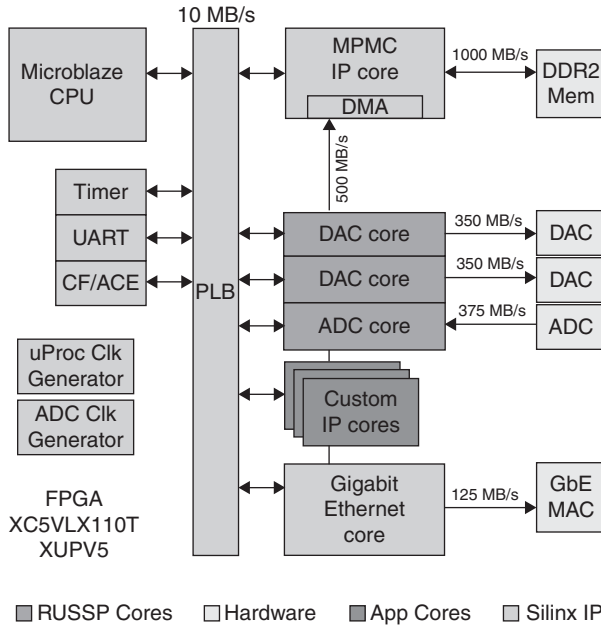 10 MB/s
Microblaze
CPU
MPMC
IP core
DMA
1000 MB/s
DDR2
Mem
500 MB/s
Timer
UART
CF/ACE
PLB
DAC core
350 MB/s
DAC
DAC core
350 MB/s
DAC
ADC core
375 MB/s
ADC
uProc Clk
Generator
ADC Clk
Generator
Custom
IP cores
FPGA
XC5VLX110T
XUPV5
Gigabit
Ethernet
core
125 MB/s
GbE
MAC
RUSSP Cores
Hardware
App Cores
Silinx IP